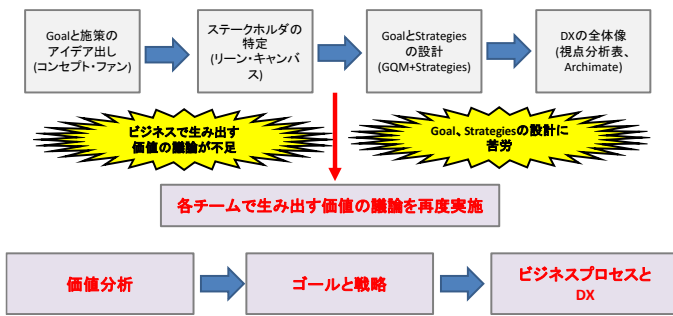 Goalと施策の
アイデア出し
(コンセプト・ファン)
ステークホルダの
特定
(リーン・キャンバ
ス)
GoalとStrategies
の設計
(GQM+Strategies)
DXの全体像
(視点分析表、
Archimate)
ビジネスで生み出す
価値の議論が不足
Goal、Strategiesの設計に
苦労
各チームで生み出す価値の議論を再度実施
価値分析
ゴールと戦略
ビジネスプロセスと
DX